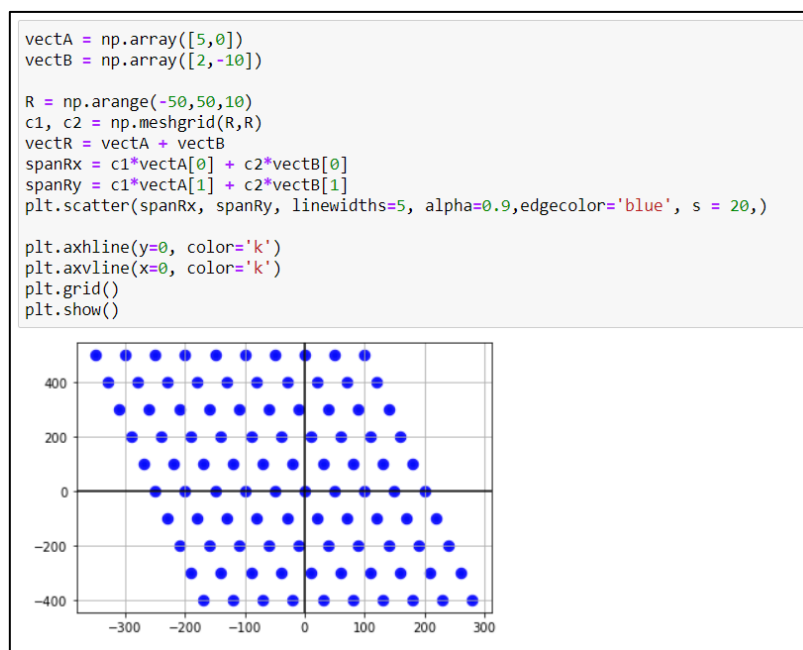 vectA = np.array([5,0])
vectB = np.array([2,-10])
R = np.arange(-50,50,10)
c1, c2 = np.meshgrid(R,R)
vectR = vectA + vectB
spanRx = c1*vectA[0] + c2*vectB[0]
spanRy = c1*vectA[1] + c2*vectB[1]
plt.scatter(spanRx, spanRy, linewidths=5, alpha=0.9,edgecolor='blue', s = 20,)
plt.axhline(y=0, color='k')
plt.axvline(x=0, color='k')
plt.grid()
plt.show()
400
200
0
−200
−400
−300 −200 −100 0 100 200 300